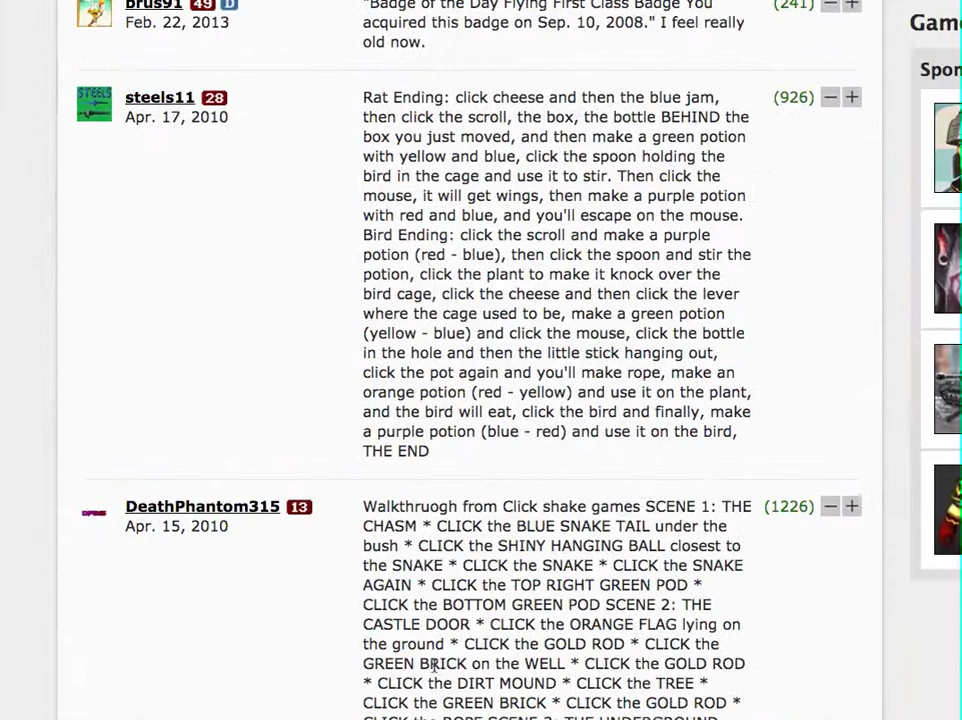 brus91 49 D
Feb. 22, 2013
"Badge of the Day Flying First Class Badge You
acquired this badge on Sep. 10, 2008." I feel really
old now.
(241) − +
steels11 28
Apr. 17, 2010
Rat Ending: click cheese and then the blue jam,
then click the scroll, the box, the bottle BEHIND the
box you just moved, and then make a green potion
with yellow and blue, click the spoon holding the
bird in the cage and use it to stir. Then click the
mouse, it will get wings, then make a purple potion
with red and blue, and you'll escape on the mouse.
Bird Ending: click the scroll and make a purple
potion (red - blue), then click the spoon and stir the
potion, click the plant to make it knock over the
bird cage, click the cheese and then click the lever
where the cage used to be, make a green potion
(yellow - blue) and click the mouse, click the bottle
in the hole and then the little stick hanging out,
click the pot again and you'll make rope, make an
orange potion (red - yellow) and use it on the plant,
and the bird will eat, click the bird and finally, make
a purple potion (blue - red) and use it on the bird,
THE END
(926) − +
STEELS
DeathPhantom315 13
Apr. 15, 2010
Walkthruogh from Click shake games SCENE 1: THE
CHASM * CLICK the BLUE SNAKE TAIL under the
bush * CLICK the SHINY HANGING BALL closest to
the SNAKE * CLICK the SNAKE * CLICK the SNAKE
AGAIN * CLICK the TOP RIGHT GREEN POD *
CLICK the BOTTOM GREEN POD SCENE 2: THE
CASTLE DOOR * CLICK the ORANGE FLAG lying on
the ground * CLICK the GOLD ROD * CLICK the
GREEN BRICK on the WELL * CLICK the GOLD ROD
* CLICK the DIRT MOUND * CLICK the TREE *
CLICK the GREEN BRICK * CLICK the GOLD ROD *
CLICK the ROPE SCENE 3: THE UNDERGROUND
(1226) − +
Game
Spon